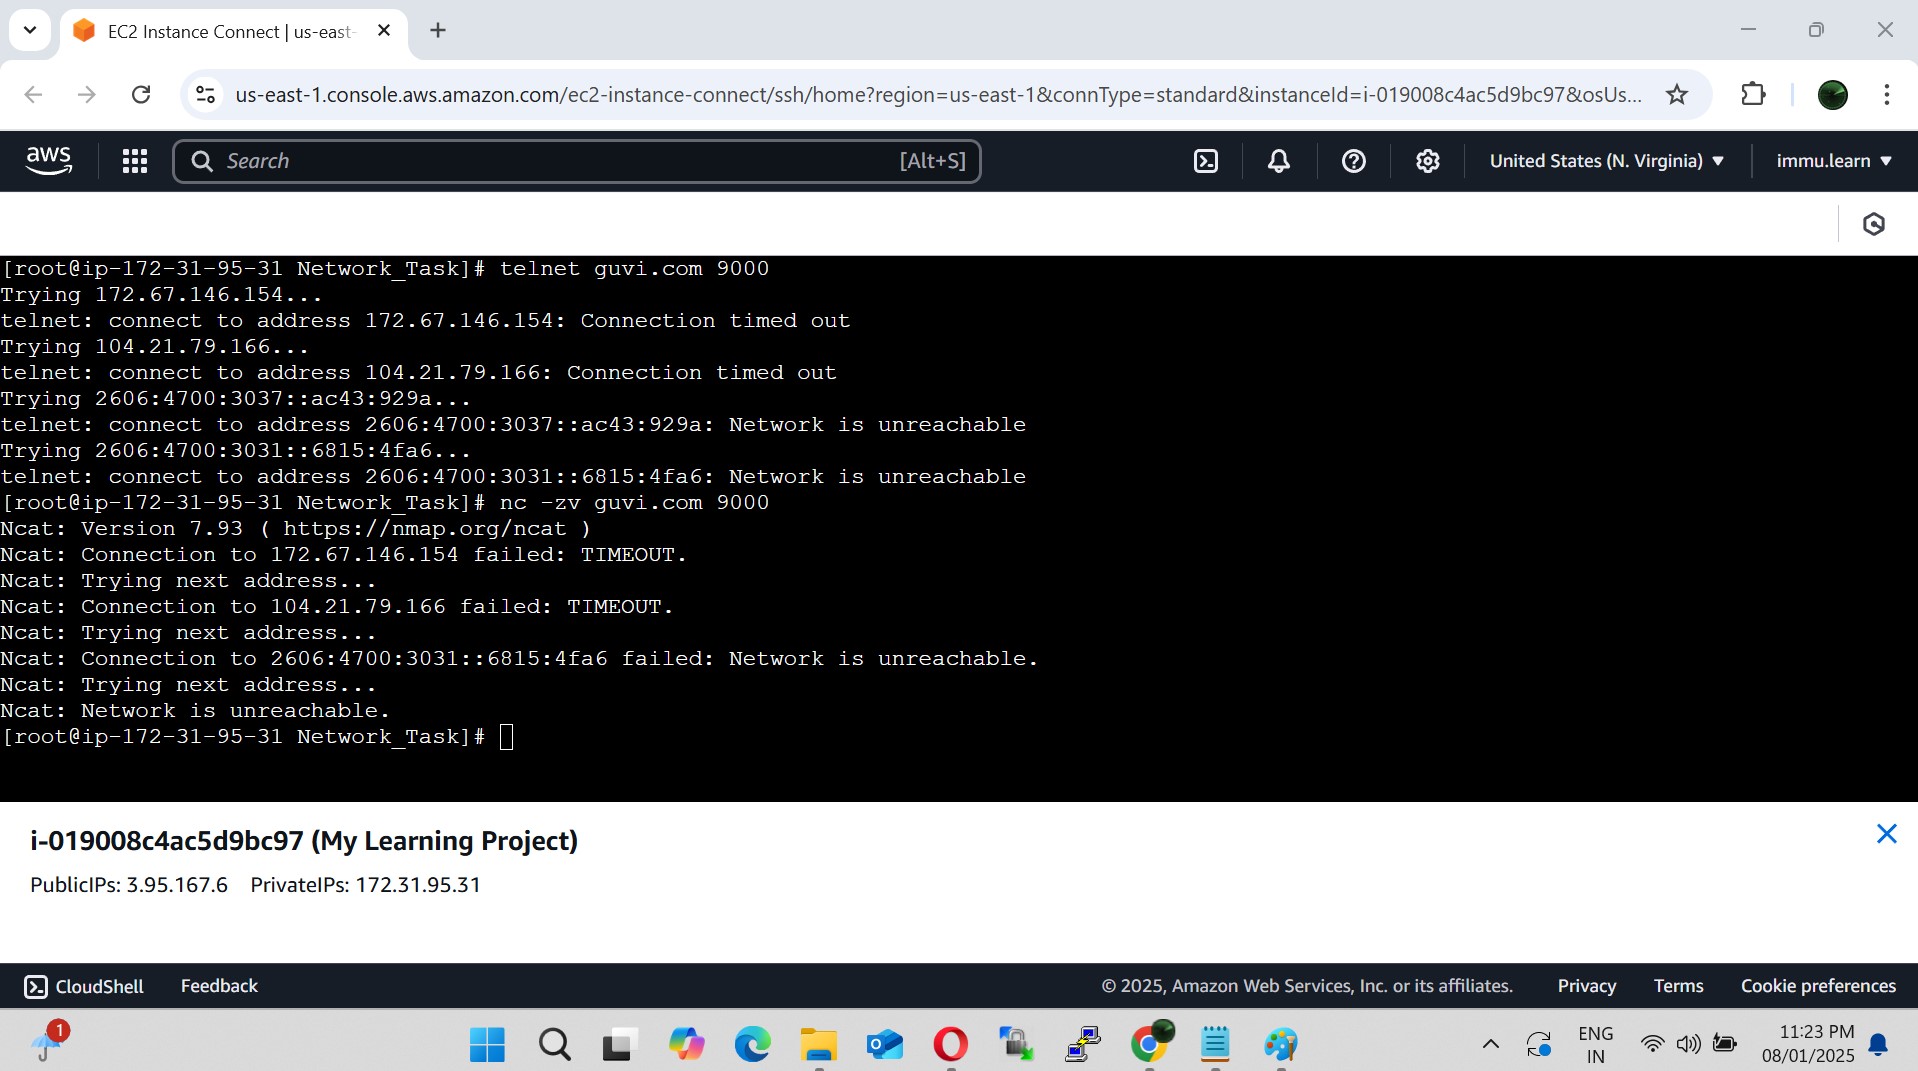 EC2 Instance Connect | us-east-
us-east-1.console.aws.amazon.com/ec2-instance-connect/ssh/home?region=us-east-1&connType=standard&instanceId=i-019008c4ac5d9bc97&osUs...
aws
Search
[Alt+S]
United States (N. Virginia)
immu.learn
[root@ip-172-31-95-31 Network_Task]# telnet guvi.com 9000
Trying 172.67.146.154...
telnet: connect to address 172.67.146.154: Connection timed out
Trying 104.21.79.166...
telnet: connect to address 104.21.79.166: Connection timed out
Trying 2606:4700:3037::ac43:929a...
telnet: connect to address 2606:4700:3037::ac43:929a: Network is unreachable
Trying 2606:4700:3031::6815:4fa6...
telnet: connect to address 2606:4700:3031::6815:4fa6: Network is unreachable
[root@ip-172-31-95-31 Network_Task]# nc -zv guvi.com 9000
Ncat: Version 7.93 ( https://nmap.org/ncat )
Ncat: Connection to 172.67.146.154 failed: TIMEOUT.
Ncat: Trying next address...
Ncat: Connection to 104.21.79.166 failed: TIMEOUT.
Ncat: Trying next address...
Ncat: Connection to 2606:4700:3031::6815:4fa6 failed: Network is unreachable.
Ncat: Trying next address...
Ncat: Network is unreachable.
[root@ip-172-31-95-31 Network_Task]#
i-019008c4ac5d9bc97 (My Learning Project)
PublicIPs: 3.95.167.6 PrivateIPs: 172.31.95.31
CloudShell
Feedback
© 2025, Amazon Web Services, Inc. or its affiliates.
Privacy
Terms
Cookie preferences
1
ENG
IN
11:23 PM
08/01/2025